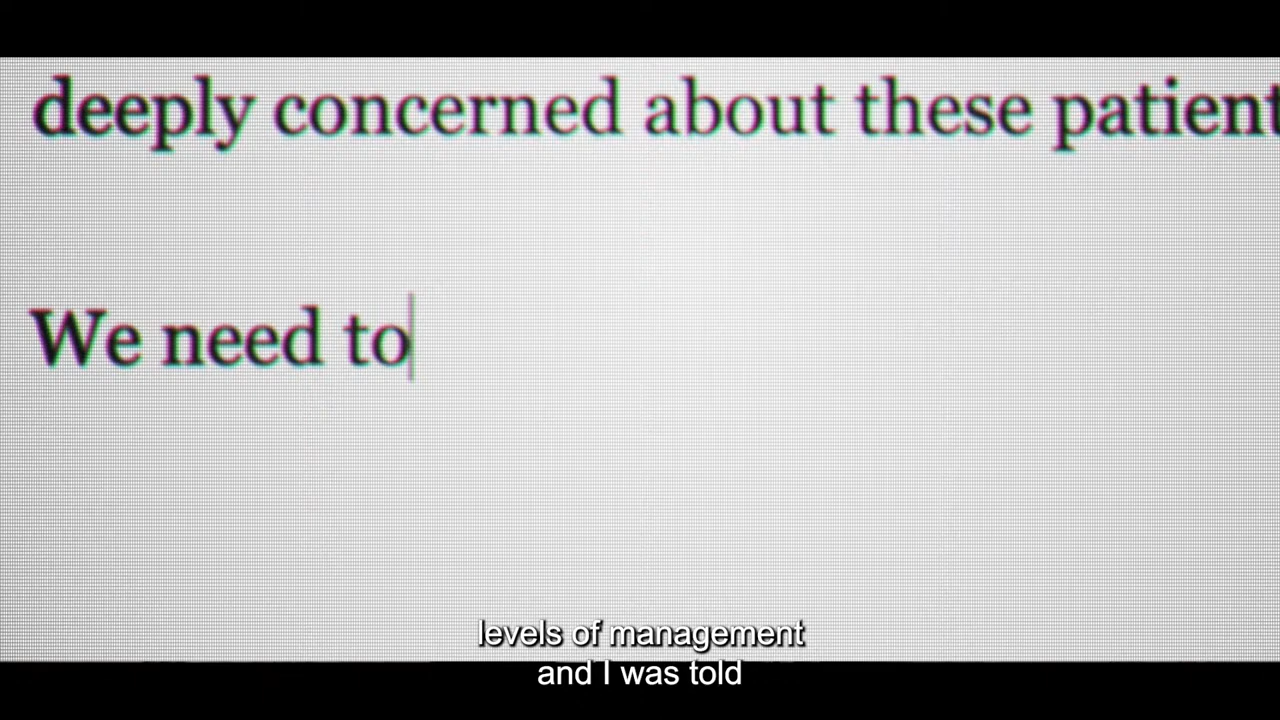 deeply concerned about these patient
We need to
levels of management
and I was told